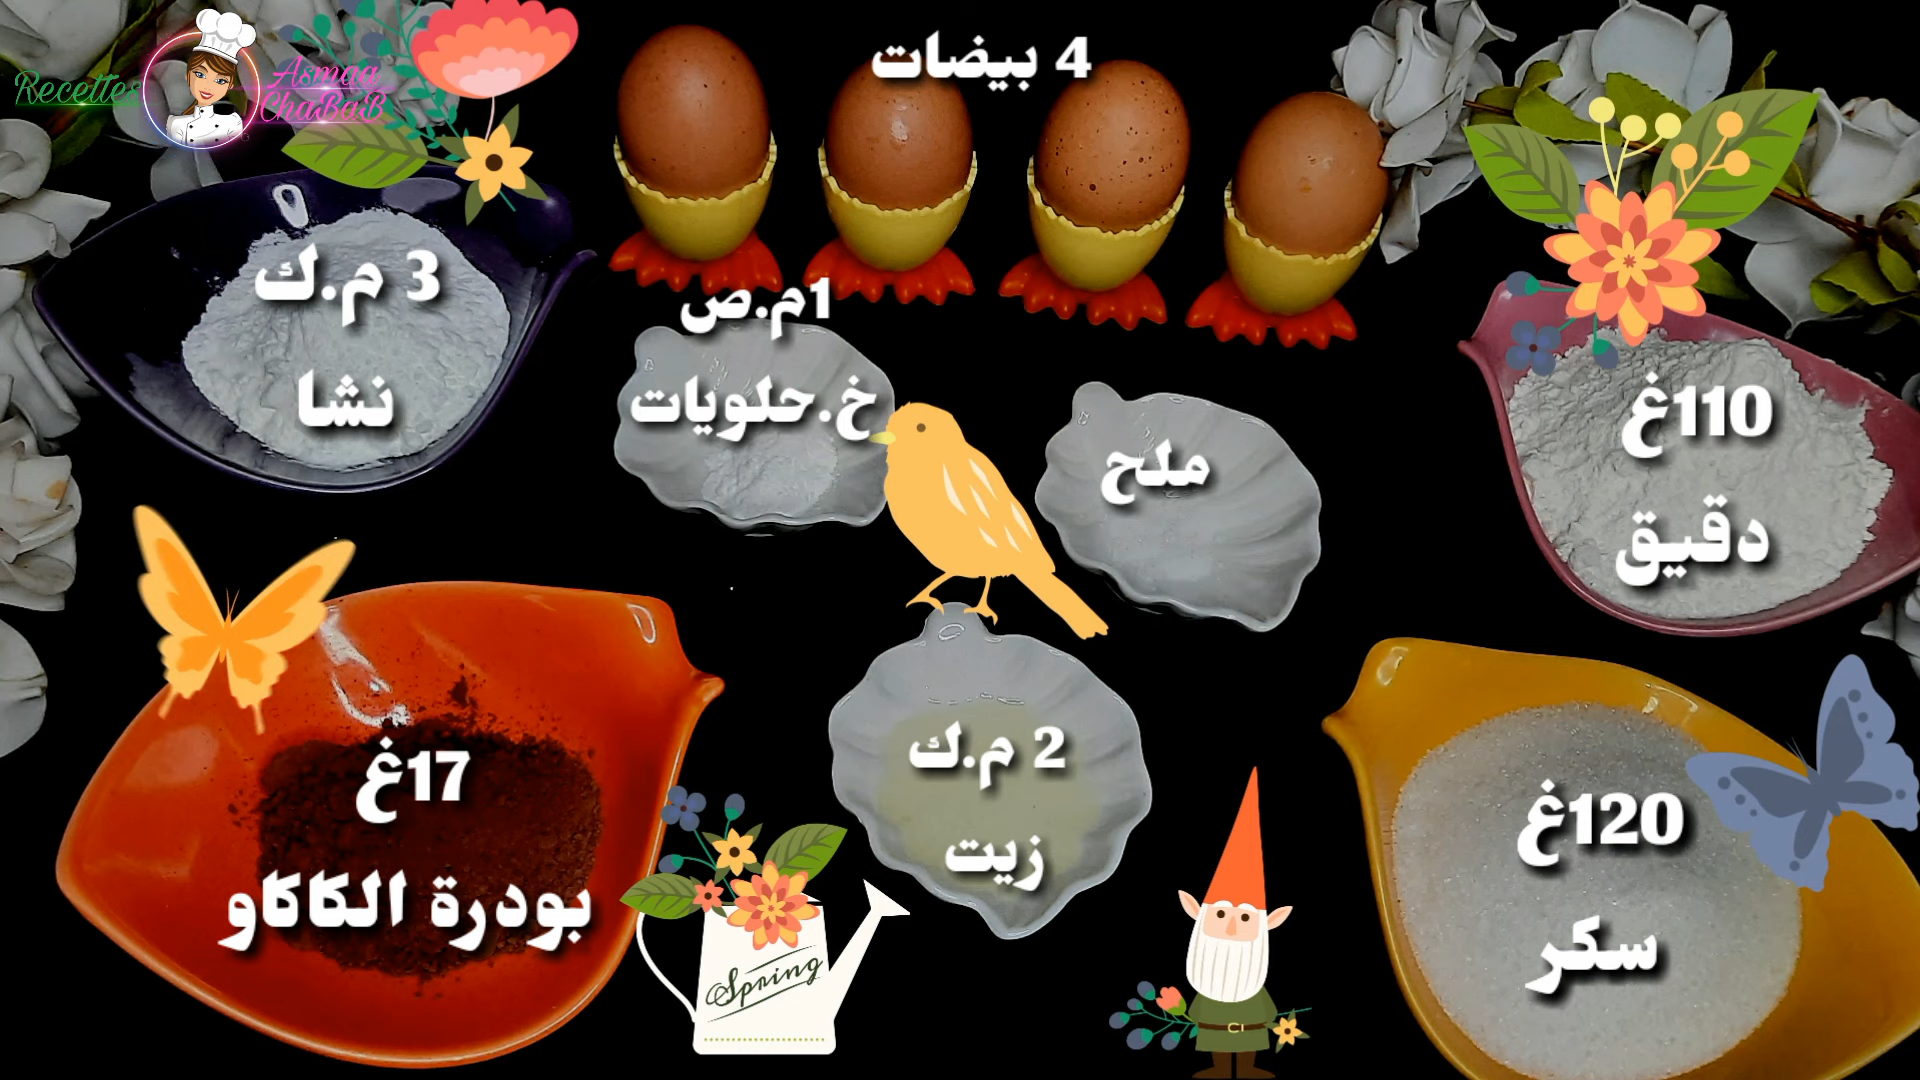 Recettes
Asmaa
ChaBaB
4 بيضات
3 م.ك
نشا
1م.ص
خ.حلويات
ملح
110غ
دقيق
17غ
بودرة الكاكاو
2 م.ك
زيت
120غ
سكر
Spring